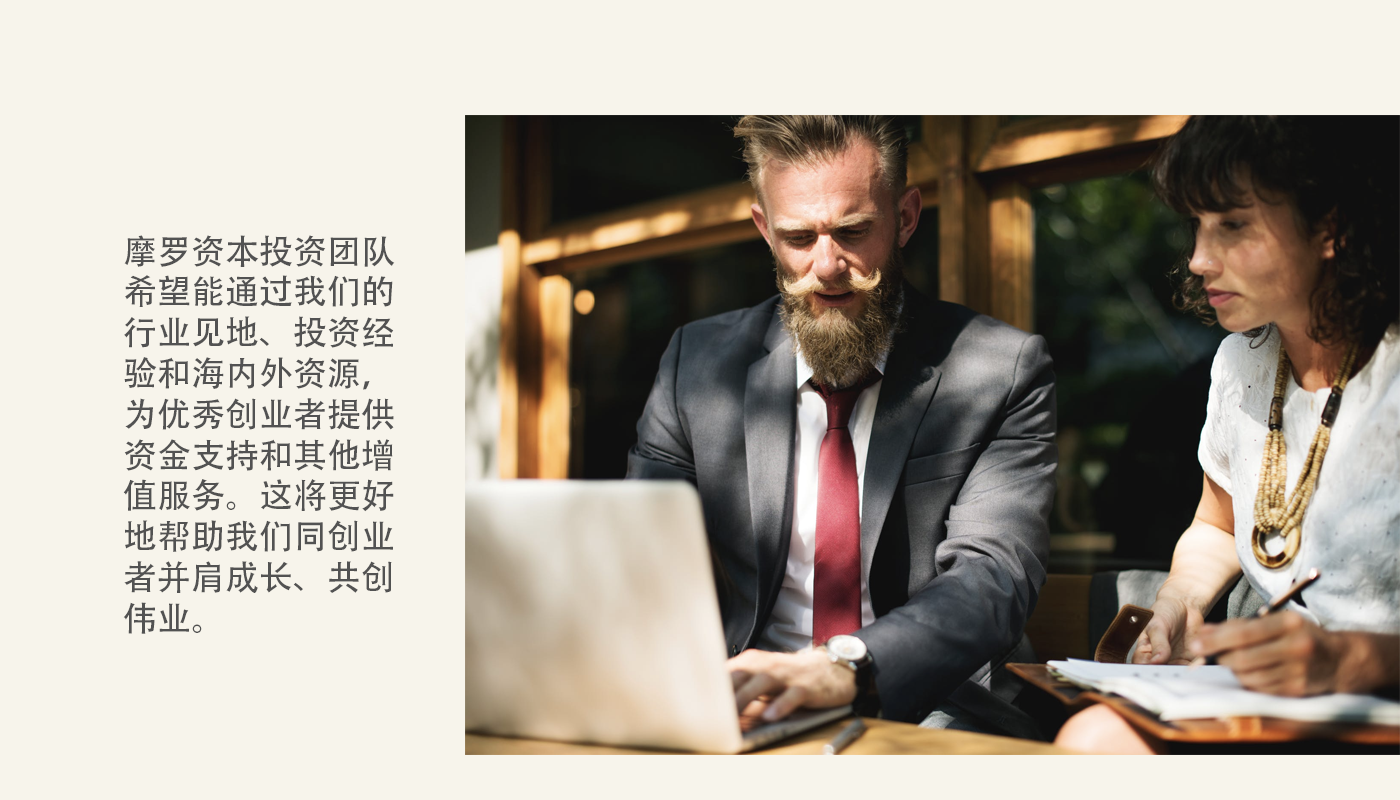 摩罗资本投资团队
希望能通过我们的
行业见地、投资经
验和海内外资源，
为优秀创业者提供
资金支持和其他增
值服务。这将更好
地帮助我们同创业
者并肩成长、共创
伟业。